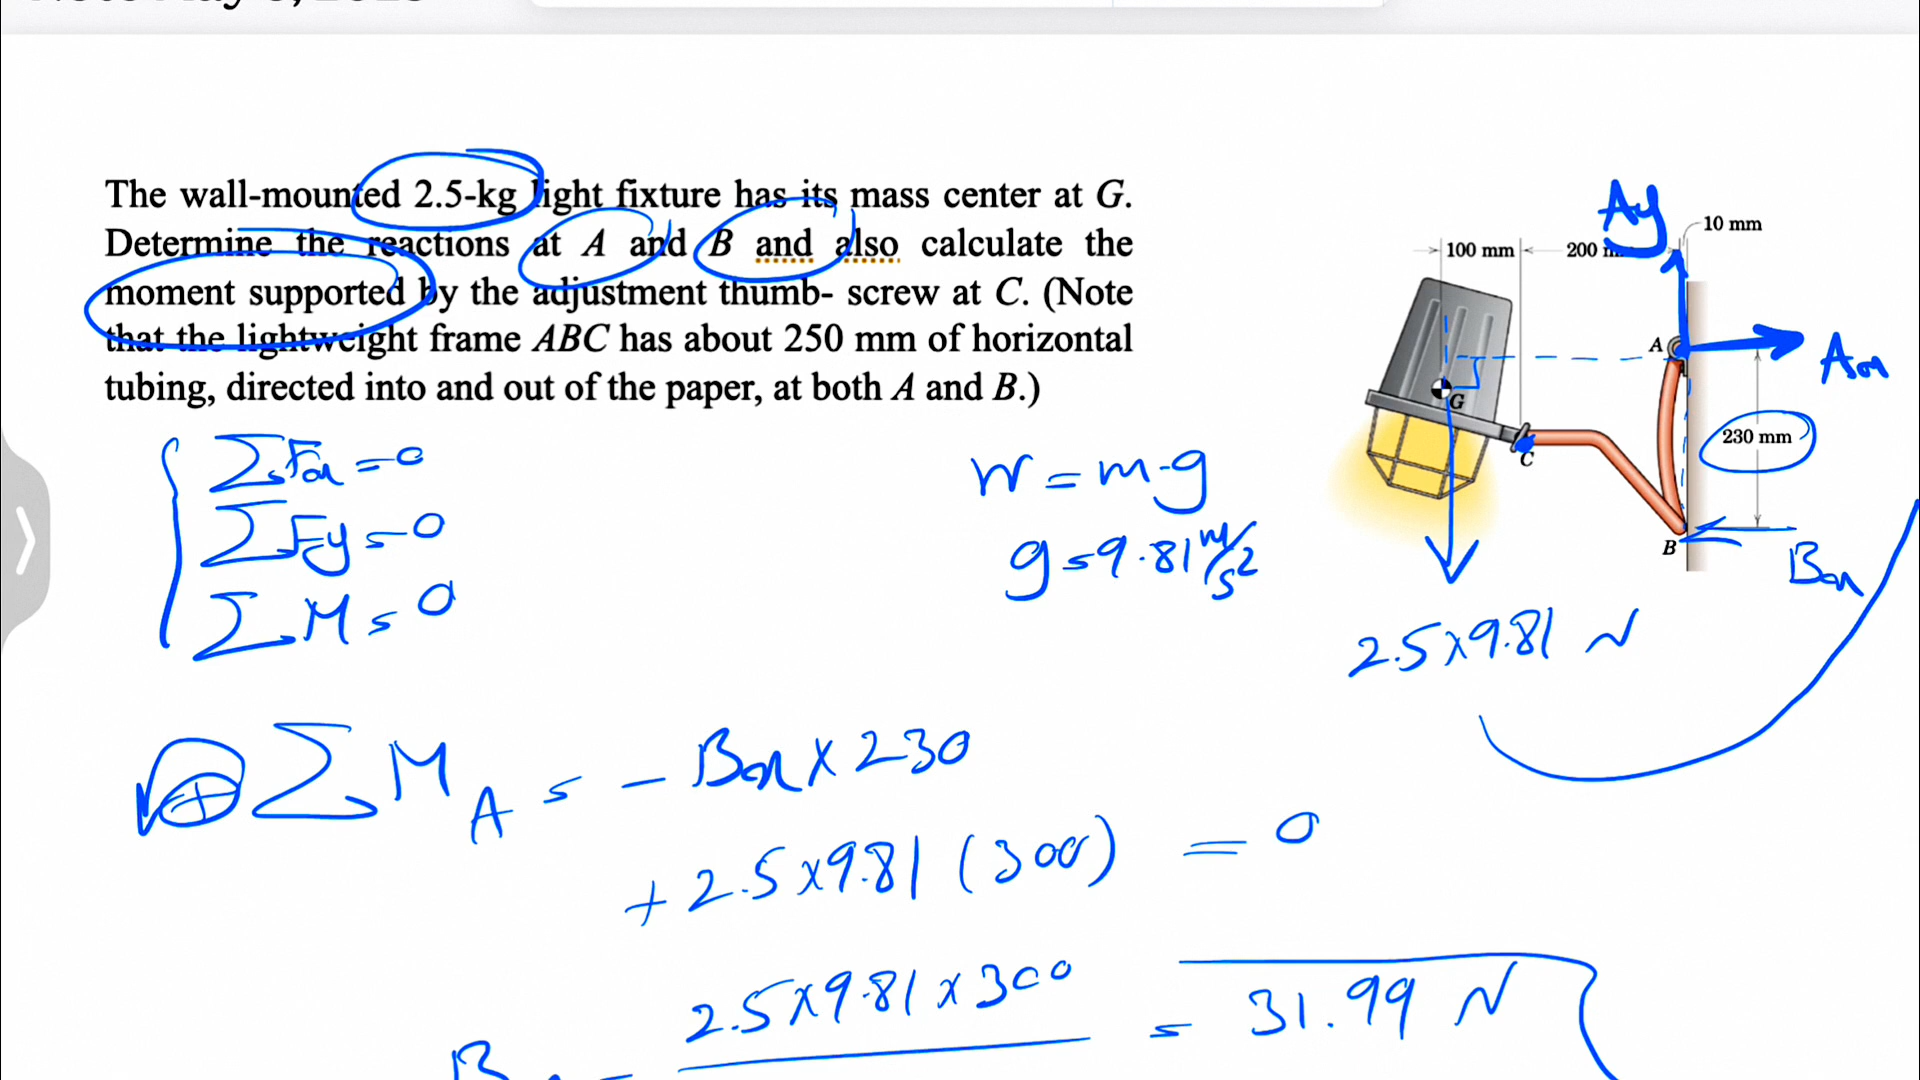 The wall-mounted 2.5-kg light fixture has its mass center at G.
Determine the reactions at A and B and also calculate the
moment supported by the adjustment thumb- screw at C. (Note
that the lightweight frame ABC has about 250 mm of horizontal
tubing, directed into and out of the paper, at both A and B.)
Ay
10 mm
100 mm
200
A
Ax
G
230 mm
C
B
Bx
2.5×9.81 N
ΣFx=0
ΣFy=0
ΣM=0
W=m.g
g=9.81 m/s2
+ΣMA = -Bx×230
+2.5×9.81(300) = 0
2.5×9.81×300 = 31.99 N